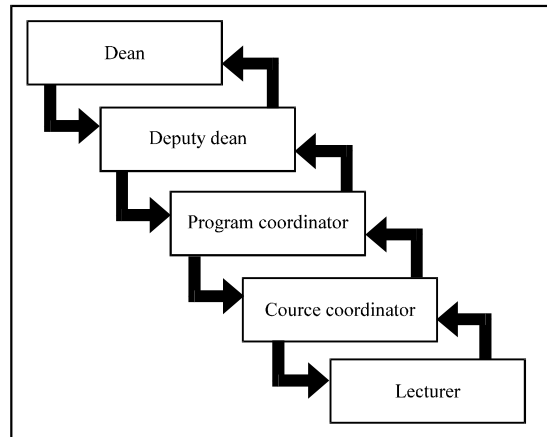 Dean
Deputy dean
Program coordinator
Cource coordinator
Lecturer